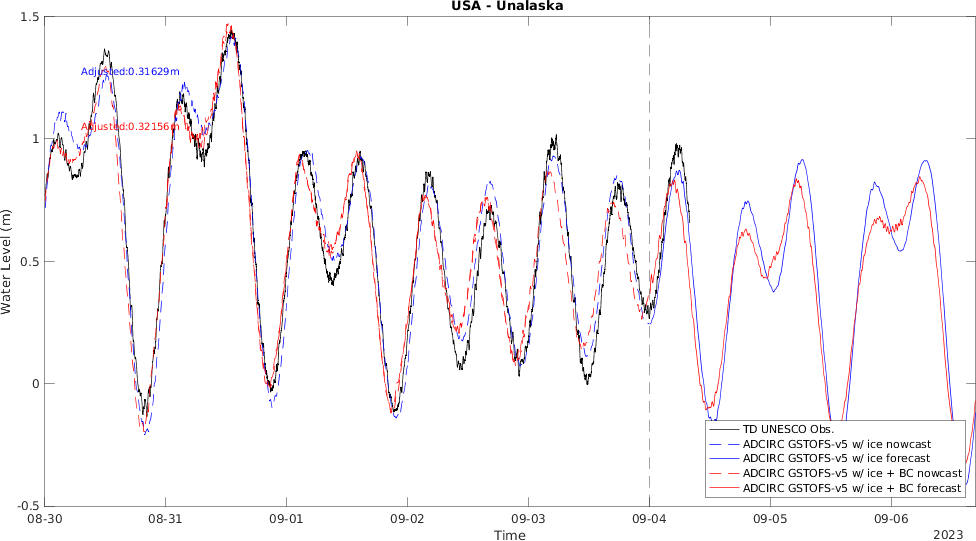 USA - Unalaska
1.5
Adjusted:0.31629m
Adjusted:0.32156m
1
0.5
0
-0.5
Water Level (m)
TD UNESCO Obs.
ADCIRC GSTOFS-v5 w/ ice nowcast
ADCIRC GSTOFS-v5 w/ ice forecast
ADCIRC GSTOFS-v5 w/ ice + BC nowcast
ADCIRC GSTOFS-v5 w/ ice + BC forecast
08-30 08-31 09-01 09-02 09-03 09-04 09-05 09-06
Time
2023